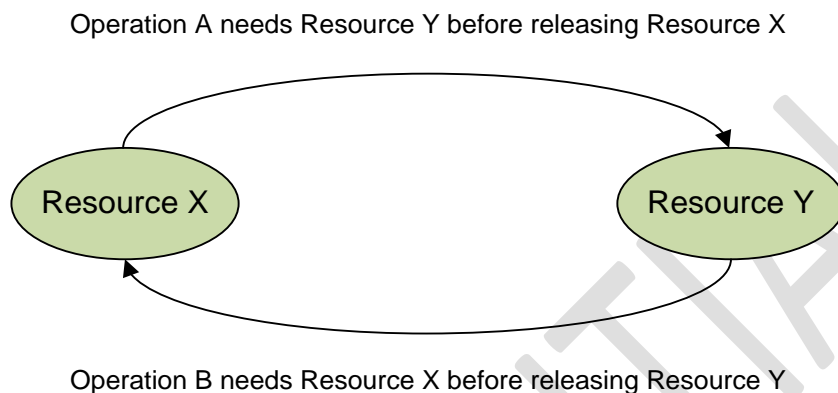 Operation A needs Resource Y before releasing Resource X
Resource X
Resource Y
Operation B needs Resource X before releasing Resource Y